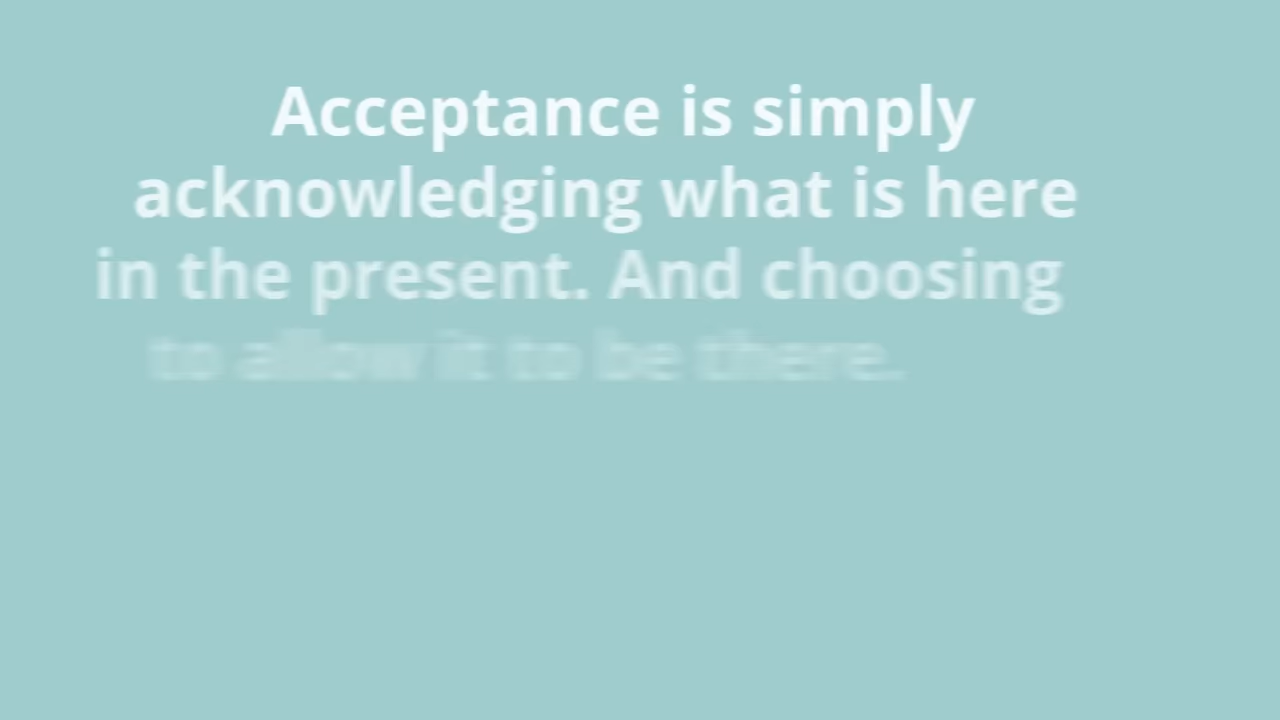 Acceptance is simply
acknowledging what is here
in the present. And choosing
to allow it to be there.